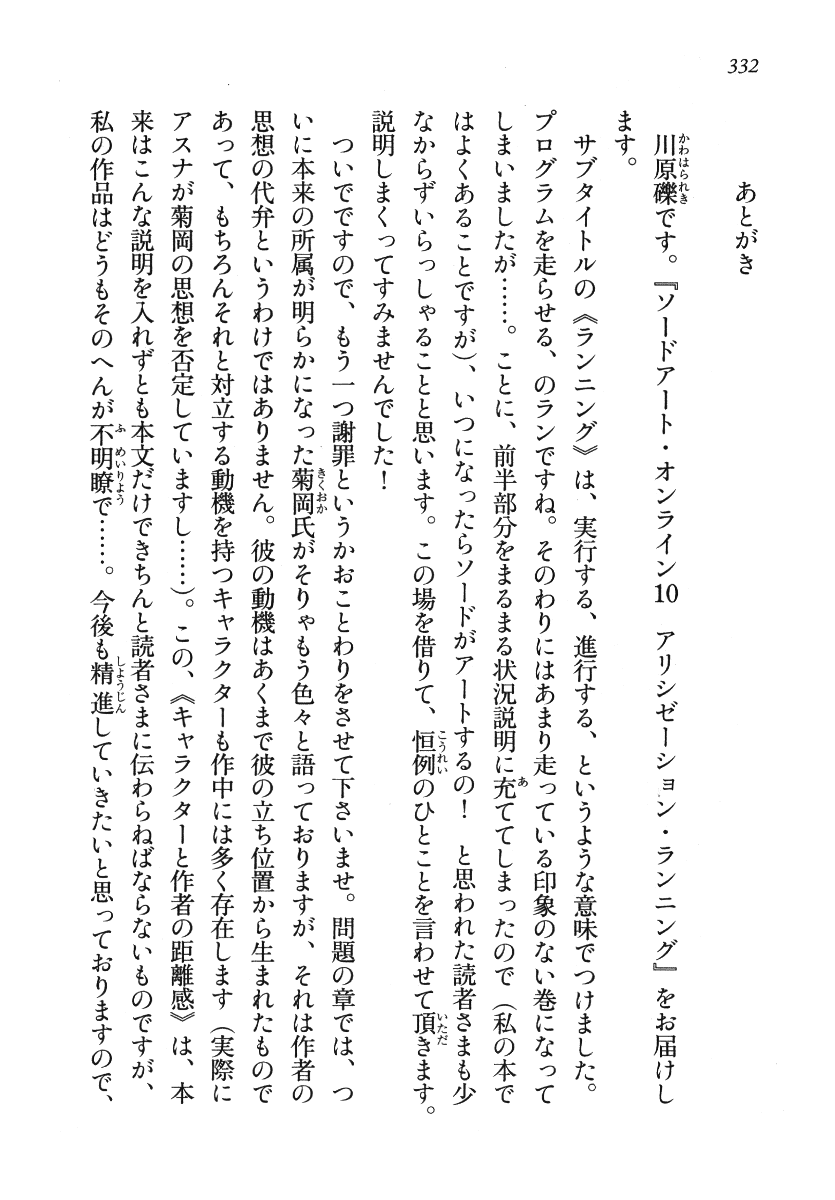 332
あとがき
川原礫です。『ソードアート・オンライン10　アリシゼーション・ランニング』をお届けし
ます。
サブタイトルの《ランニング》は、実行する、進行する、というような意味でつけました。
プログラムを走らせる、のランですね。そのわりにはあまり走っている印象のない巻になって
しまいましたが……。ことに、前半部分をまるまる状況説明に充ててしまったので（私の本で
はよくあることですが）、いつになったらソードがアートするの！　と思われた読者さまも少
なからずいらっしゃることと思います。この場を借りて、恒例のひとことを言わせて頂きます。
説明しまくってすみませんでした！
ついでですので、もう一つ謝罪というかおことわりをさせて下さいませ。問題の章では、つ
いに本来の所属が明らかになった菊岡氏がそりゃもう色々と語っておりますが、それは作者の
思想の代弁というわけではありません。彼の動機はあくまで彼の立ち位置から生まれたもので
あって、もちろんそれと対立する動機を持つキャラクターも作中には多く存在します（実際に
アスナが菊岡の思想を否定していますし……）。この、《キャラクターと作者の距離感》は、本
来はこんな説明を入れずとも本文だけできちんと読者さまに伝わらねばならないものですが、
私の作品はどうもそのへんが不明瞭で……。今後も精進していきたいと思っておりますので、